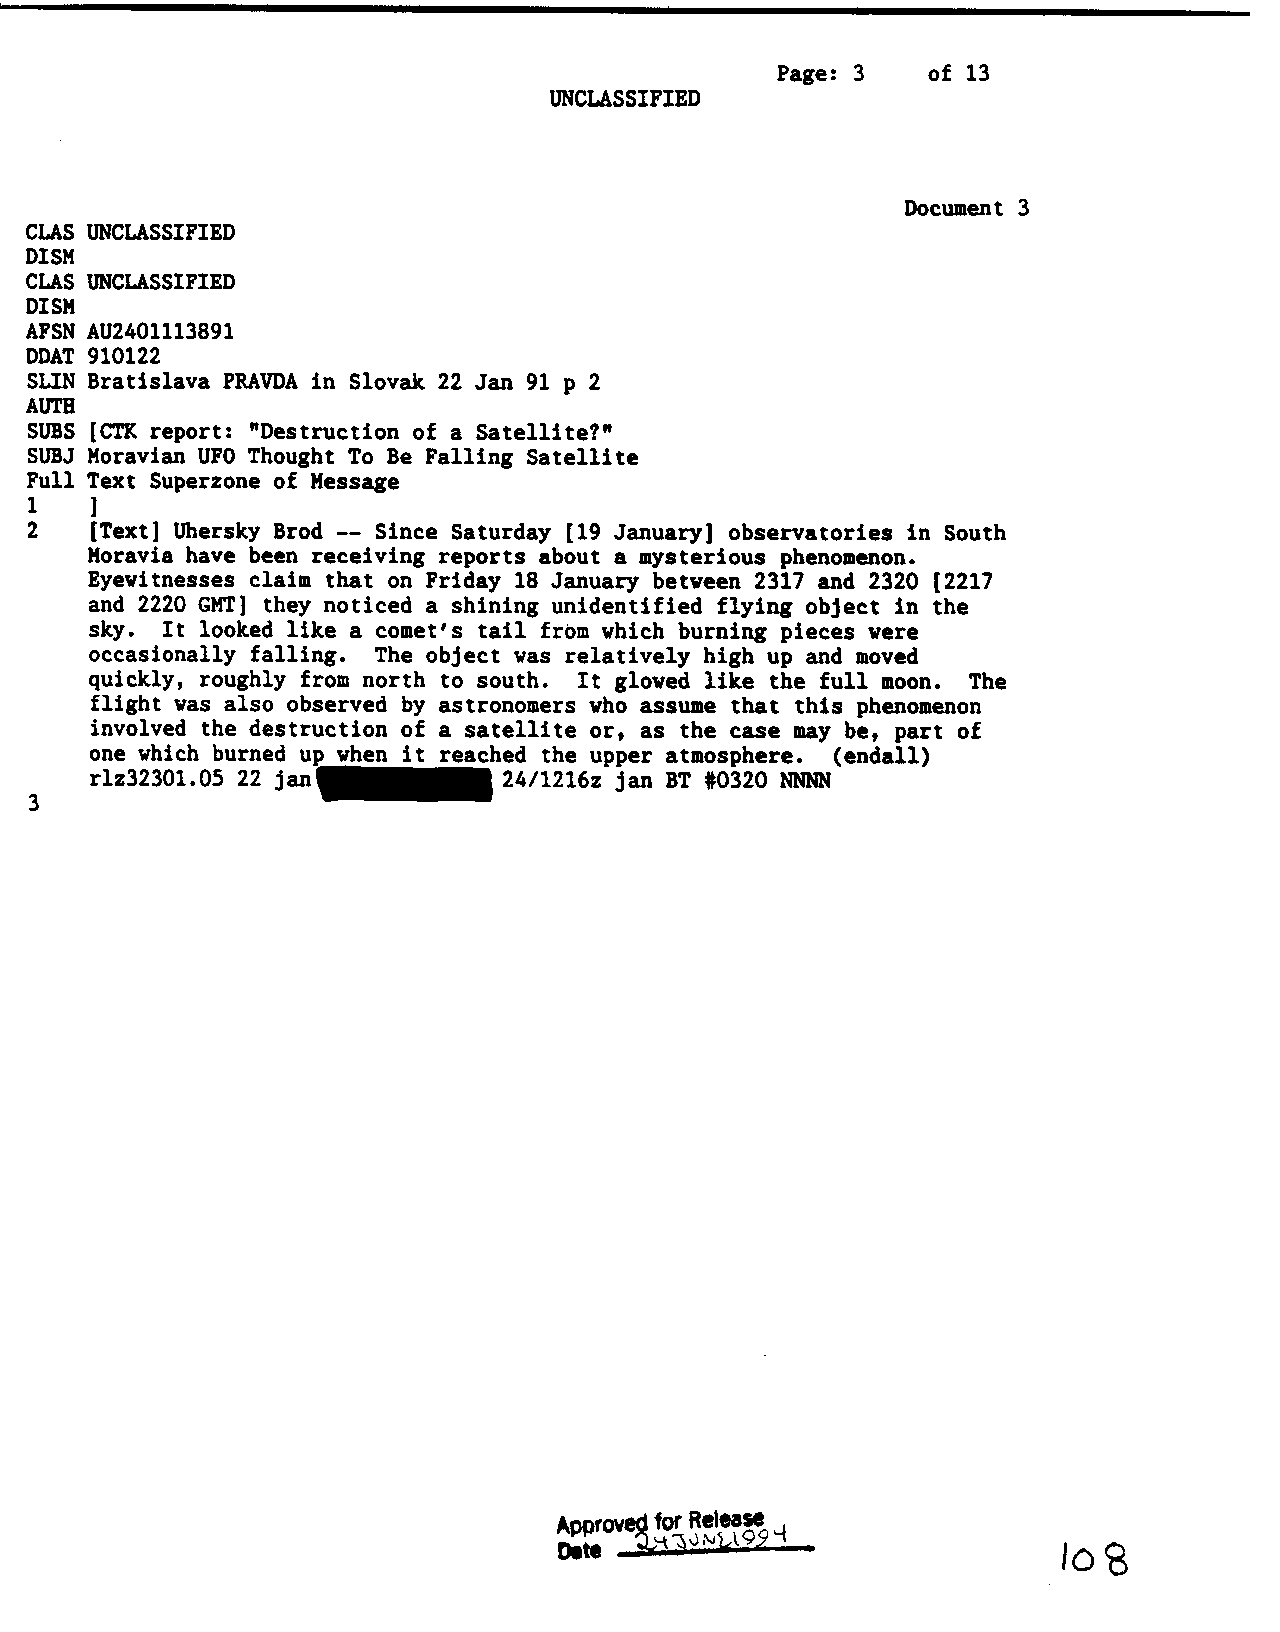 Page: 3 of 13
UNCLASSIFIED
Document 3
CLAS UNCLASSIFIED
DISM
CLAS UNCLASSIFIED
DISM
AFSN AU2401113891
DDAT 910122
SLIN Bratislava PRAVDA in Slovak 22 Jan 91 p 2
AUTH
SUBS [CTK report: "Destruction of a Satellite?"
SUBJ Moravian UFO Thought To Be Falling Satellite
Full Text Superzone of Message
1 ]
2 [Text] Uhersky Brod -- Since Saturday [19 January] observatories in South
Moravia have been receiving reports about a mysterious phenomenon.
Eyewitnesses claim that on Friday 18 January between 2317 and 2320 [2217
and 2220 GMT] they noticed a shining unidentified flying object in the
sky. It looked like a comet's tail from which burning pieces were
occasionally falling. The object was relatively high up and moved
quickly, roughly from north to south. It glowed like the full moon. The
flight was also observed by astronomers who assume that this phenomenon
involved the destruction of a satellite or, as the case may be, part of
one which burned up when it reached the upper atmosphere. (endall)
rlz32301.05 22 jan 24/1216z jan BT #0320 NNNN
3
Approved for Release
Date 24 JUNE 1994
108